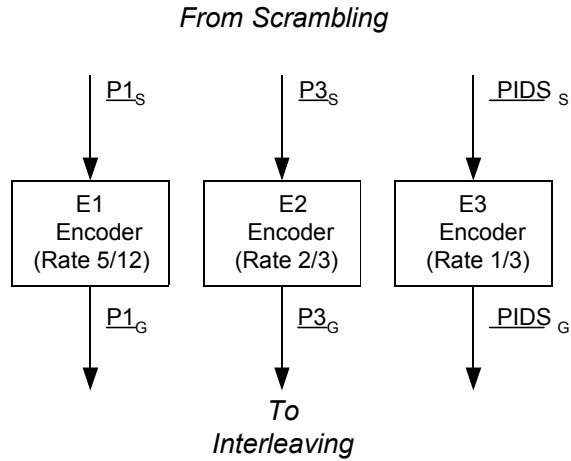 From Scrambling
P1S P3S PIDS S
E1 E2 E3
Encoder Encoder Encoder
(Rate 5/12) (Rate 2/3) (Rate 1/3)
P1G P3G PIDS G
To
Interleaving